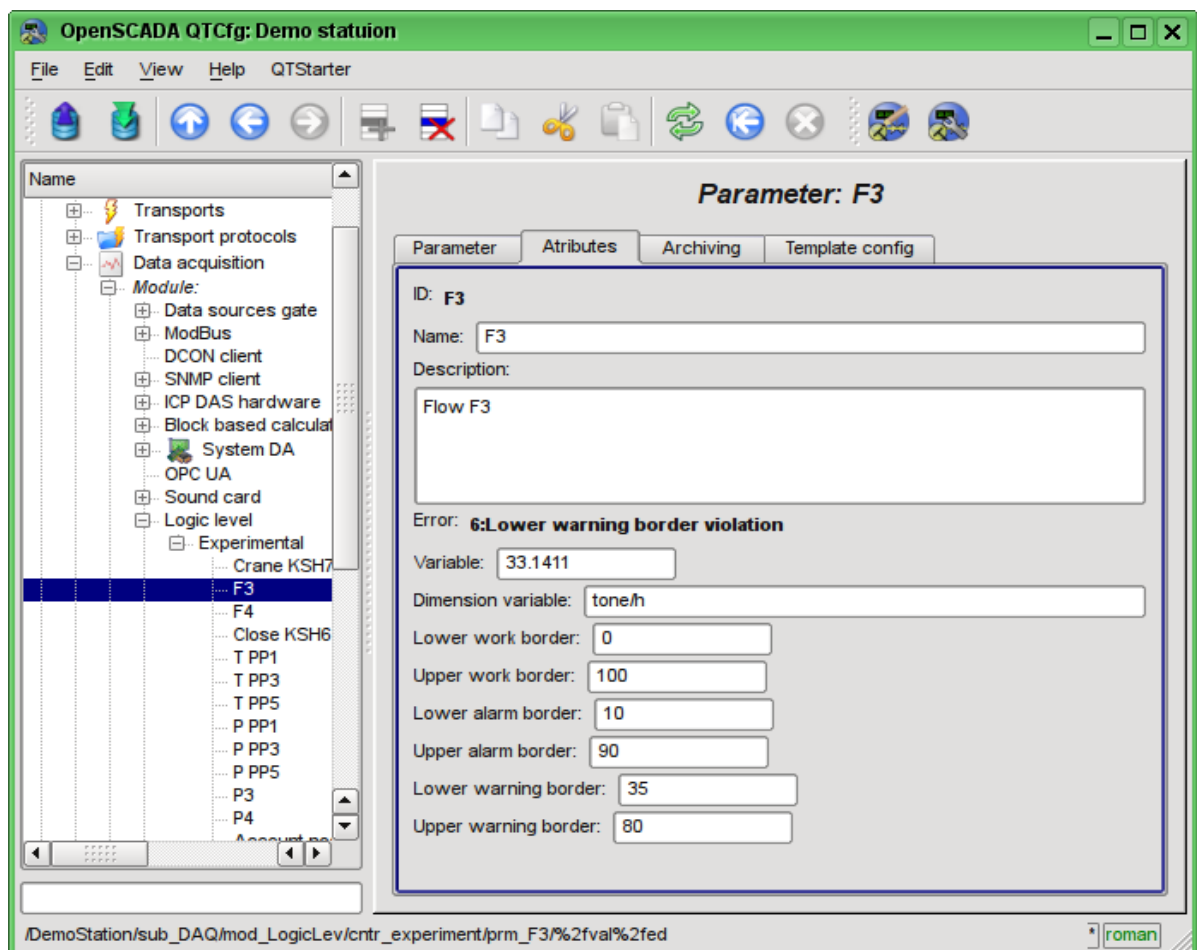 OpenSCADA QTCfg: Demo statuion
File Edit View Help QTStarter
Name
Transports
Transport protocols
Data acquisition
Module:
Data sources gate
ModBus
DCON client
SNMP client
ICP DAS hardware
Block based calculat
System DA
OPC UA
Sound card
Logic level
Experimental
Crane KSH7
F3
F4
Close KSH6
T PP1
T PP3
T PP5
P PP1
P PP3
P PP5
P3
P4
Parameter: F3
Parameter Atributes Archiving Template config
ID: F3
Name: F3
Description:
Flow F3
Error: 6:Lower warning border violation
Variable: 33.1411
Dimension variable: tone/h
Lower work border: 0
Upper work border: 100
Lower alarm border: 10
Upper alarm border: 90
Lower warning border: 35
Upper warning border: 80
/DemoStation/sub_DAQ/mod_LogicLev/cntr_experiment/prm_F3/%2fval%2fed
* roman